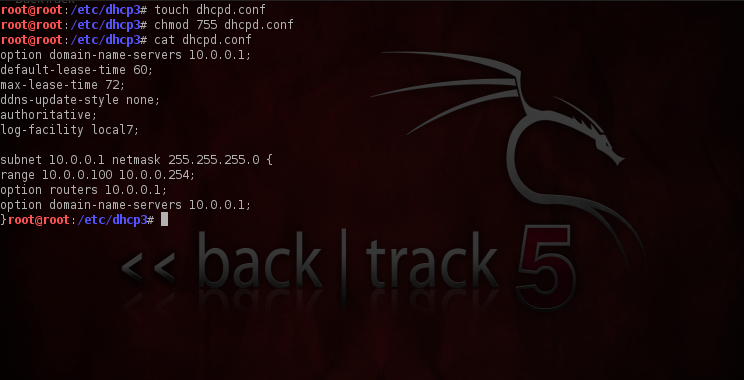 root@root:/etc/dhcp3# touch dhcpd.conf
root@root:/etc/dhcp3# chmod 755 dhcpd.conf
root@root:/etc/dhcp3# cat dhcpd.conf
option domain-name-servers 10.0.0.1;
default-lease-time 60;
max-lease-time 72;
ddns-update-style none;
authoritative;
log-facility local7;
subnet 10.0.0.1 netmask 255.255.255.0 {
range 10.0.0.100 10.0.0.254;
option routers 10.0.0.1;
option domain-name-servers 10.0.0.1;
}root@root:/etc/dhcp3#
<< back | track 5